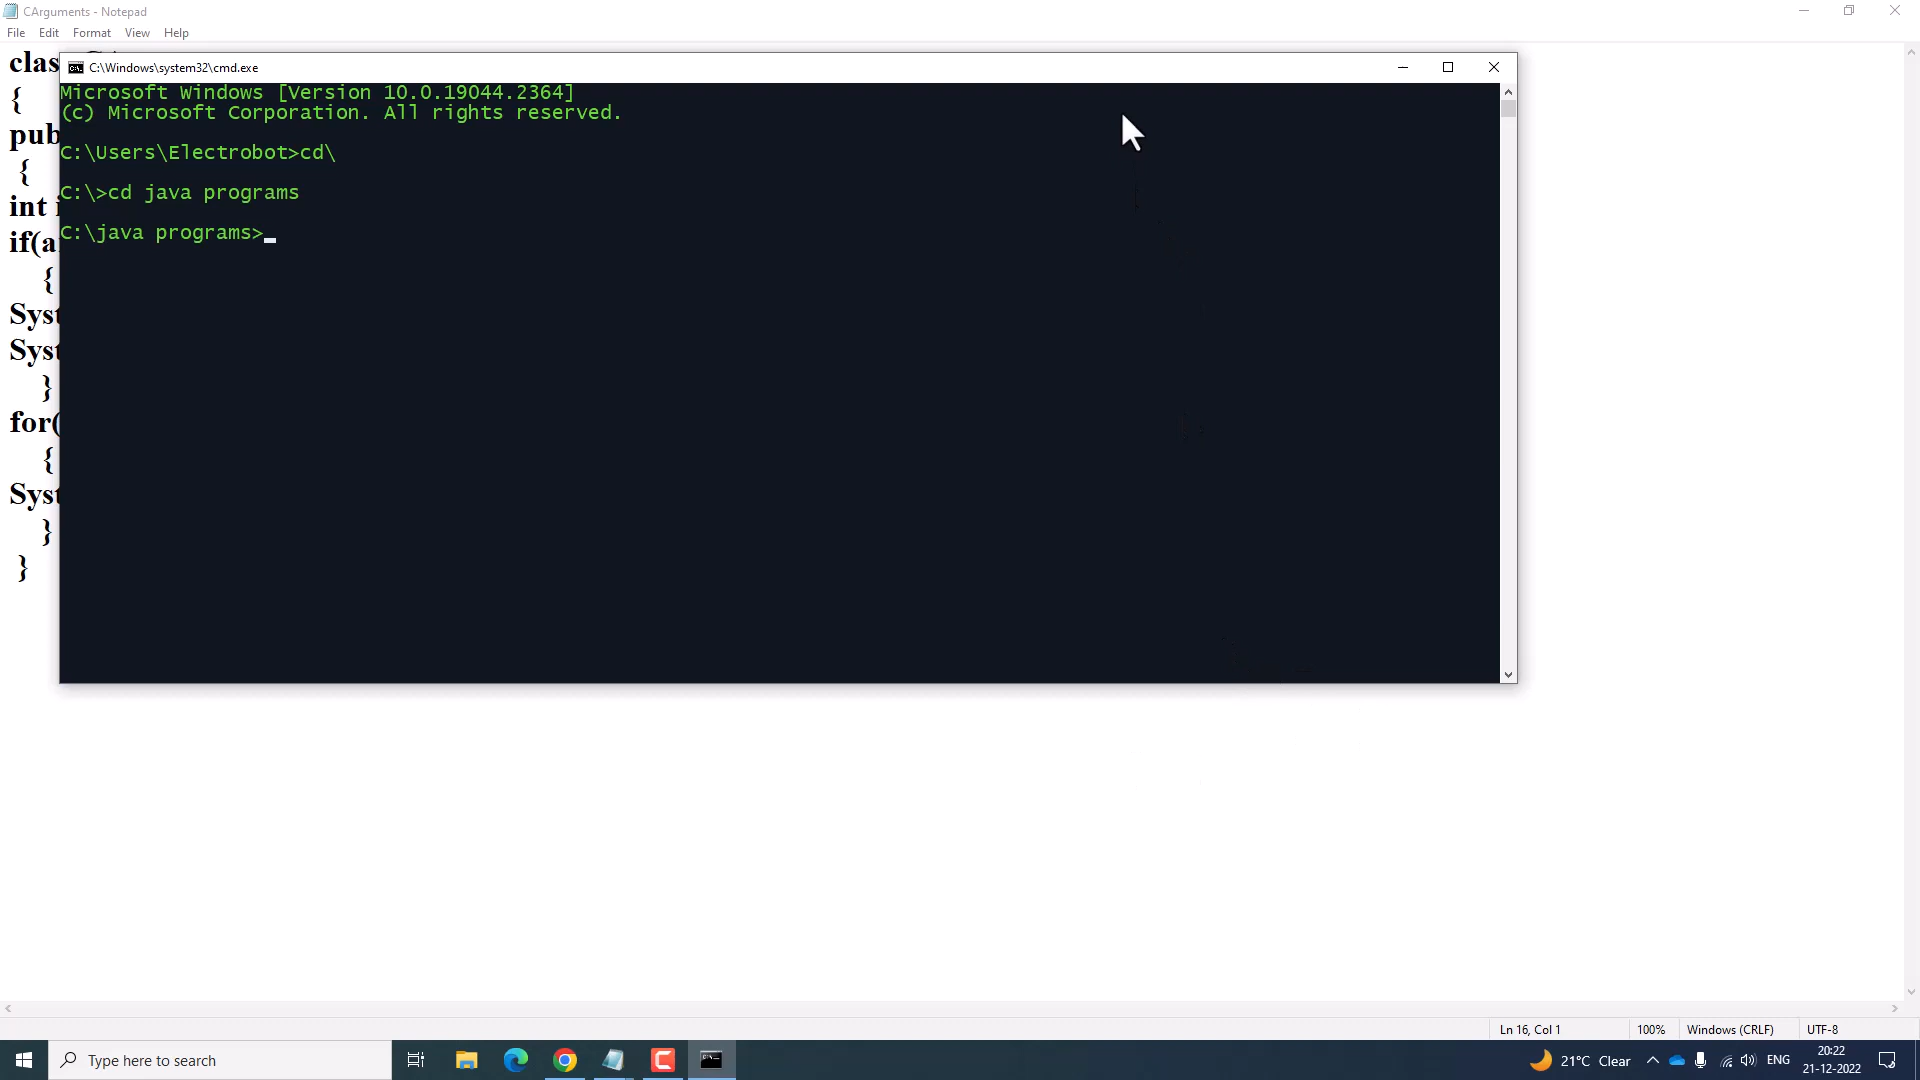 CArguments - Notepad
File Edit Format View Help
clas
{
pub
{
int i
if(a
{
Syst
Syst
}
for(
{
Syst
}
}
C:\Windows\system32\cmd.exe
Microsoft Windows [Version 10.0.19044.2364]
(c) Microsoft Corporation. All rights reserved.
C:\Users\Electrobot>cd\
C:\>cd java programs
C:\java programs>
Ln 16, Col 1 100% Windows (CRLF) UTF-8
Type here to search
21°C Clear
ENG
20:22
21-12-2022